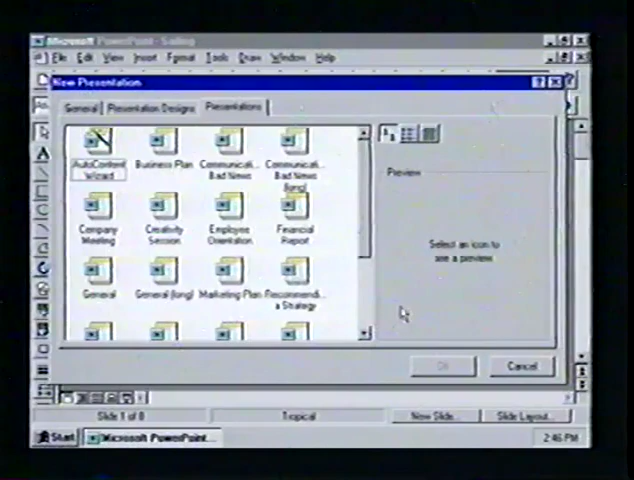 Microsoft PowerPoint - Sailing
File Edit View Insert Format Tools Draw Window Help
New Presentation
General Presentation Designs Presentations
AutoContent Wizard
Business Plan
Communicati... Bad News
Communicati... Bad News (long)
Company Meeting
Creativity Session
Employee Orientation
Financial Report
General
General (long)
Marketing Plan
Recommendi... a Strategy
Preview
Select an icon to
see a preview.
Ok Cancel
Slide 1 of 8 Tropical New Slide... Slide Layout...
Start Microsoft PowerPoint... 2:46 PM